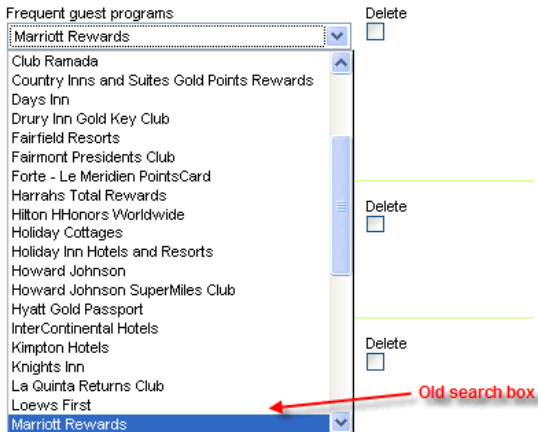 Frequent guest programs
Delete
Marriott Rewards
Club Ramada
Country Inns and Suites Gold Points Rewards
Days Inn
Drury Inn Gold Key Club
Fairfield Resorts
Fairmont Presidents Club
Forte - Le Meridien PointsCard
Harrahs Total Rewards
Hilton HHonors Worldwide
Holiday Cottages
Holiday Inn Hotels and Resorts
Howard Johnson
Howard Johnson SuperMiles Club
Hyatt Gold Passport
InterContinental Hotels
Kimpton Hotels
Knights Inn
La Quinta Returns Club
Loews First
Marriott Rewards
Delete
Delete
Old search box